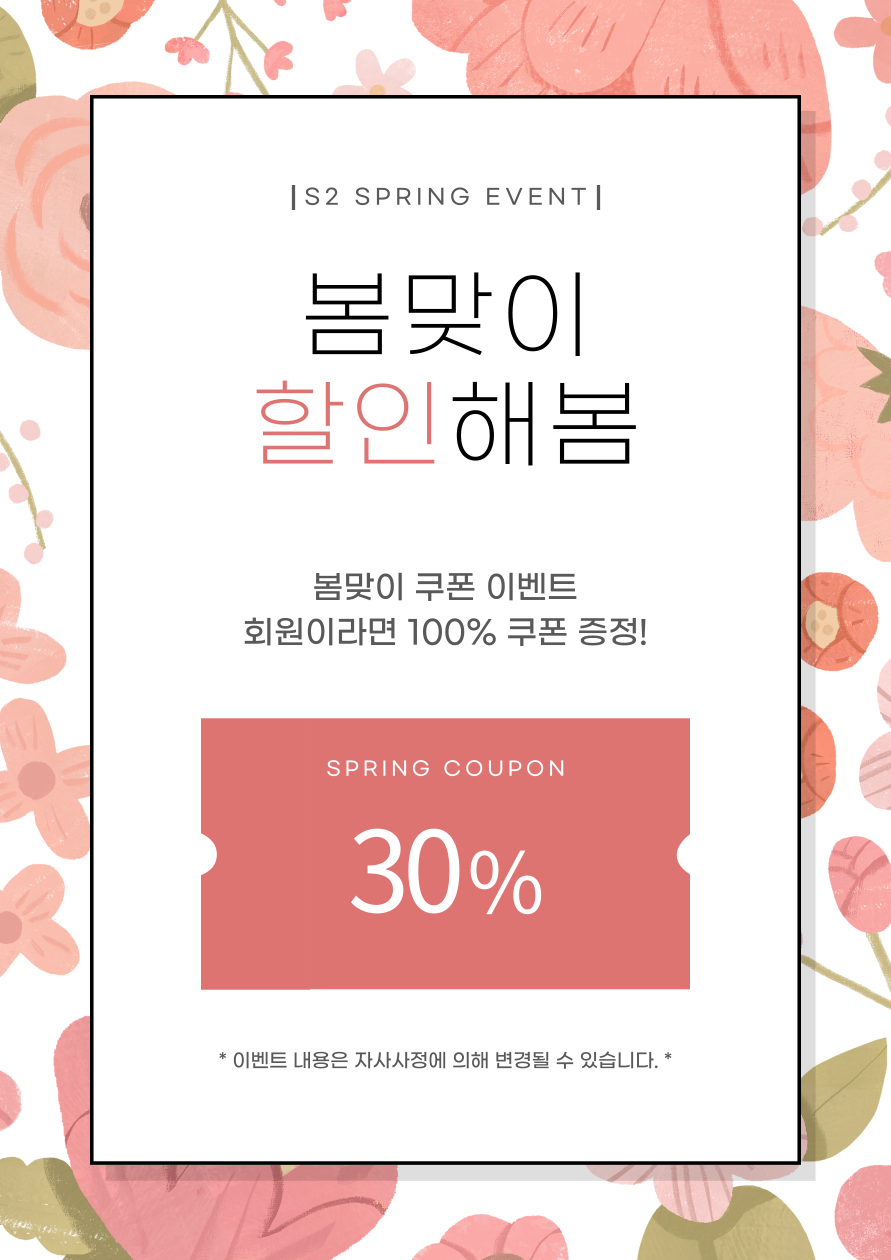 |S2 SPRING EVENT|
봄맞이
할인해봄
봄맞이 쿠폰 이벤트
회원이라면 100% 쿠폰 증정!
SPRING COUPON
30%
* 이벤트 내용은 자사사정에 의해 변경될 수 있습니다. *